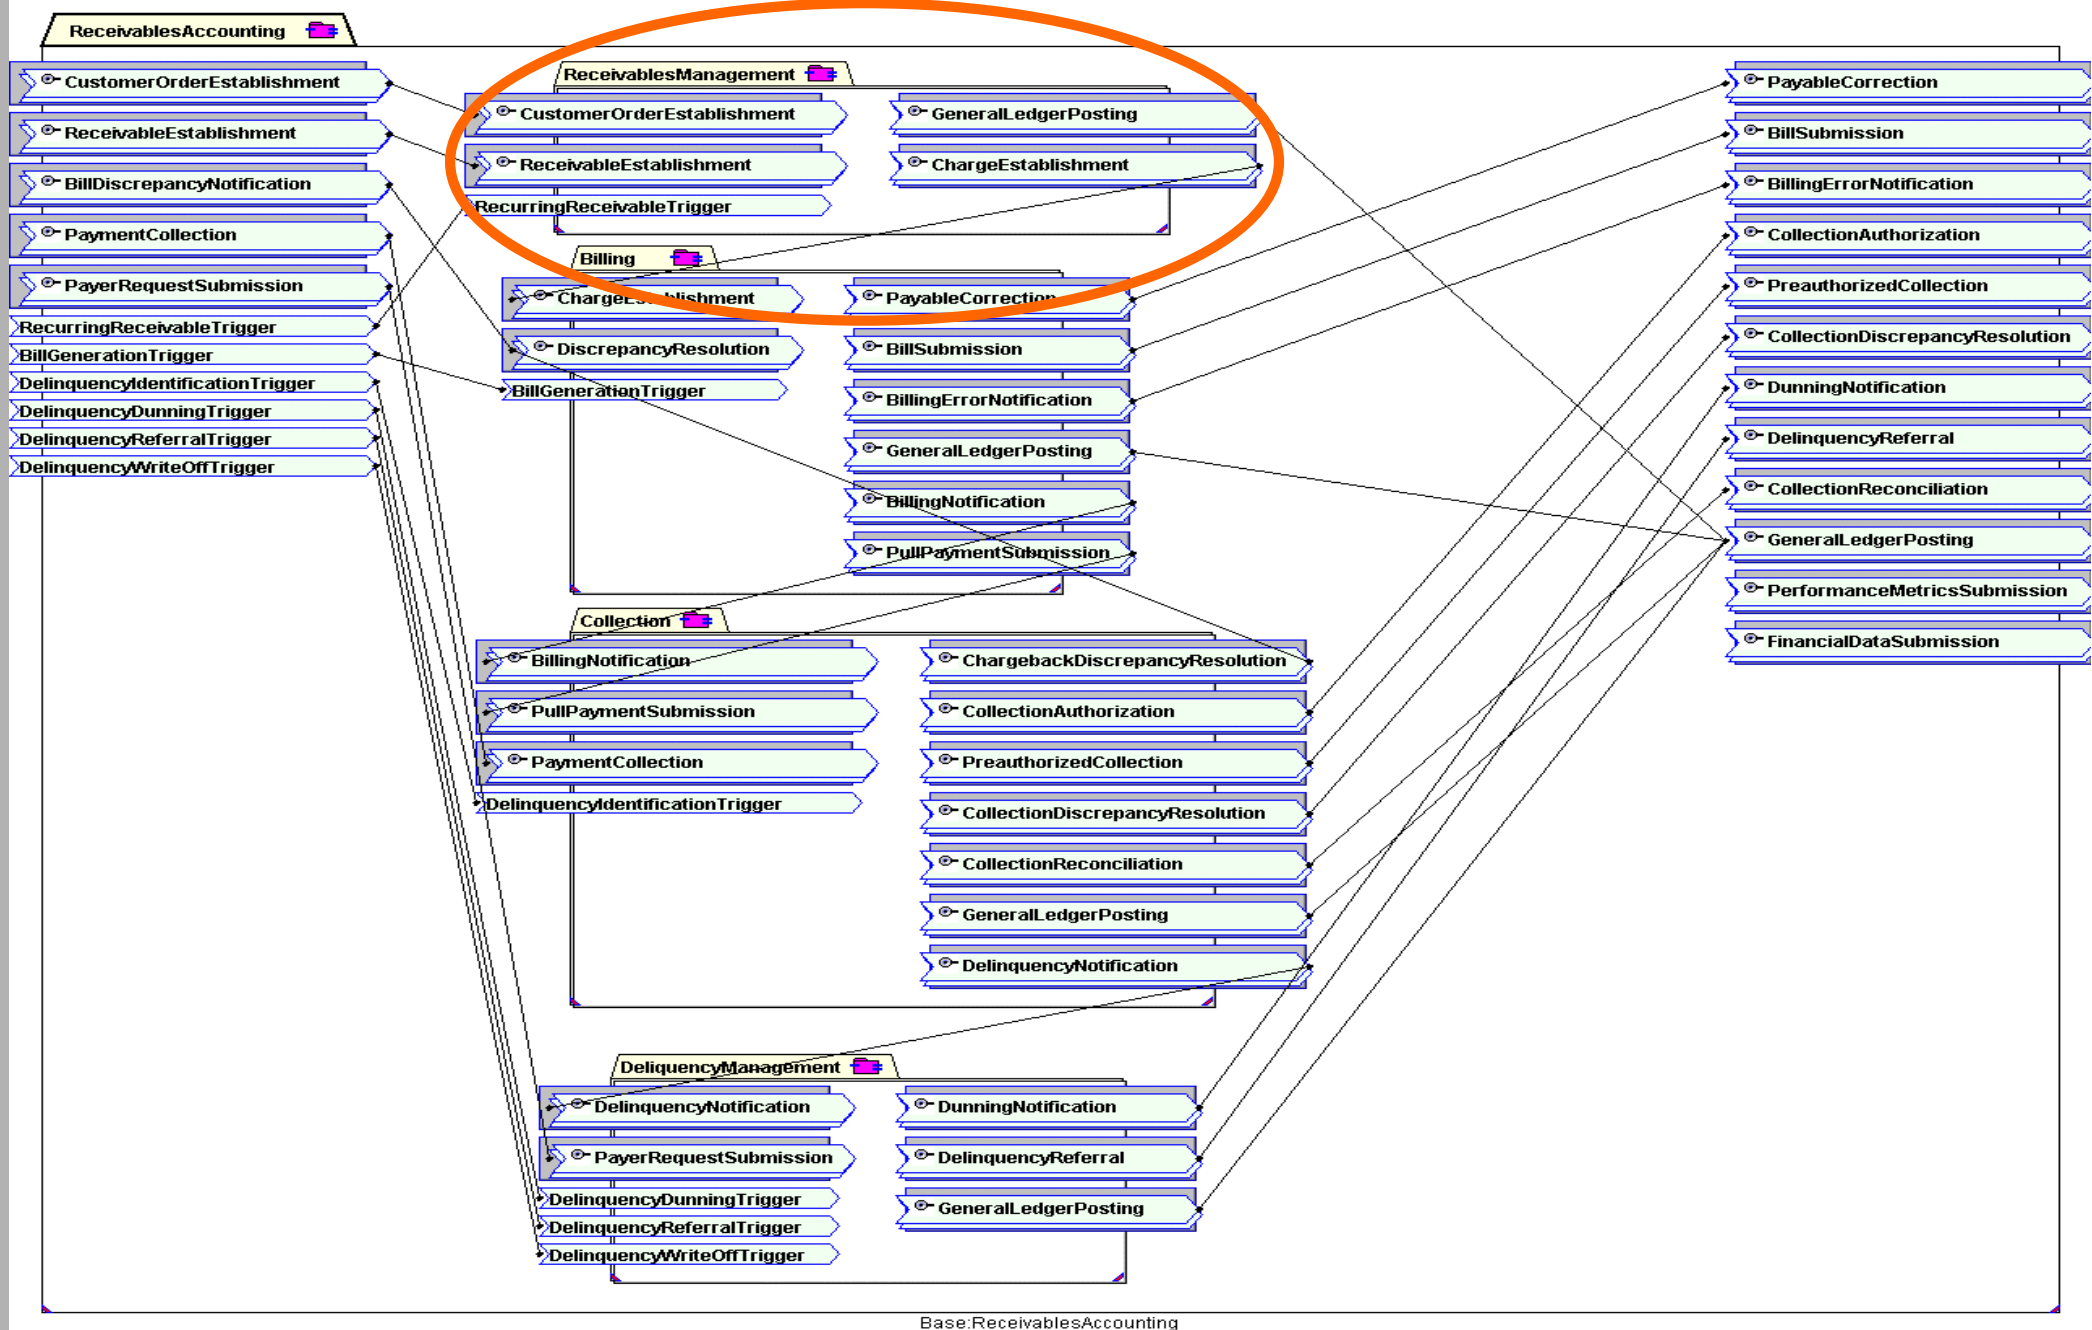 ReceivablesAccounting
CustomerOrderEstablishment
ReceivableEstablishment
BillDiscrepancyNotification
PaymentCollection
PayerRequestSubmission
RecurringReceivableTrigger
BillGenerationTrigger
DelinquencyIdentificationTrigger
DelinquencyDunningTrigger
DelinquencyReferralTrigger
DelinquencyWriteOffTrigger
ReceivablesManagement
CustomerOrderEstablishment
ReceivableEstablishment
RecurringReceivableTrigger
GeneralLedgerPosting
ChargeEstablishment
Billing
ChargeEstablishment
DiscrepancyResolution
BillGenerationTrigger
PayableCorrection
BillSubmission
BillingErrorNotification
GeneralLedgerPosting
BillingNotification
PullPaymentSubmission
Collection
BillingNotification
PullPaymentSubmission
PaymentCollection
DelinquencyIdentificationTrigger
ChargebackDiscrepancyResolution
CollectionAuthorization
PreauthorizedCollection
CollectionDiscrepancyResolution
CollectionReconciliation
GeneralLedgerPosting
DelinquencyNotification
DeliquencyManagement
DelinquencyNotification
PayerRequestSubmission
DelinquencyDunningTrigger
DelinquencyReferralTrigger
DelinquencyWriteOffTrigger
DunningNotification
DelinquencyReferral
GeneralLedgerPosting
PayableCorrection
BillSubmission
BillingErrorNotification
CollectionAuthorization
PreauthorizedCollection
CollectionDiscrepancyResolution
DunningNotification
DelinquencyReferral
CollectionReconciliation
GeneralLedgerPosting
PerformanceMetricsSubmission
FinancialDataSubmission
Base:ReceivablesAccounting